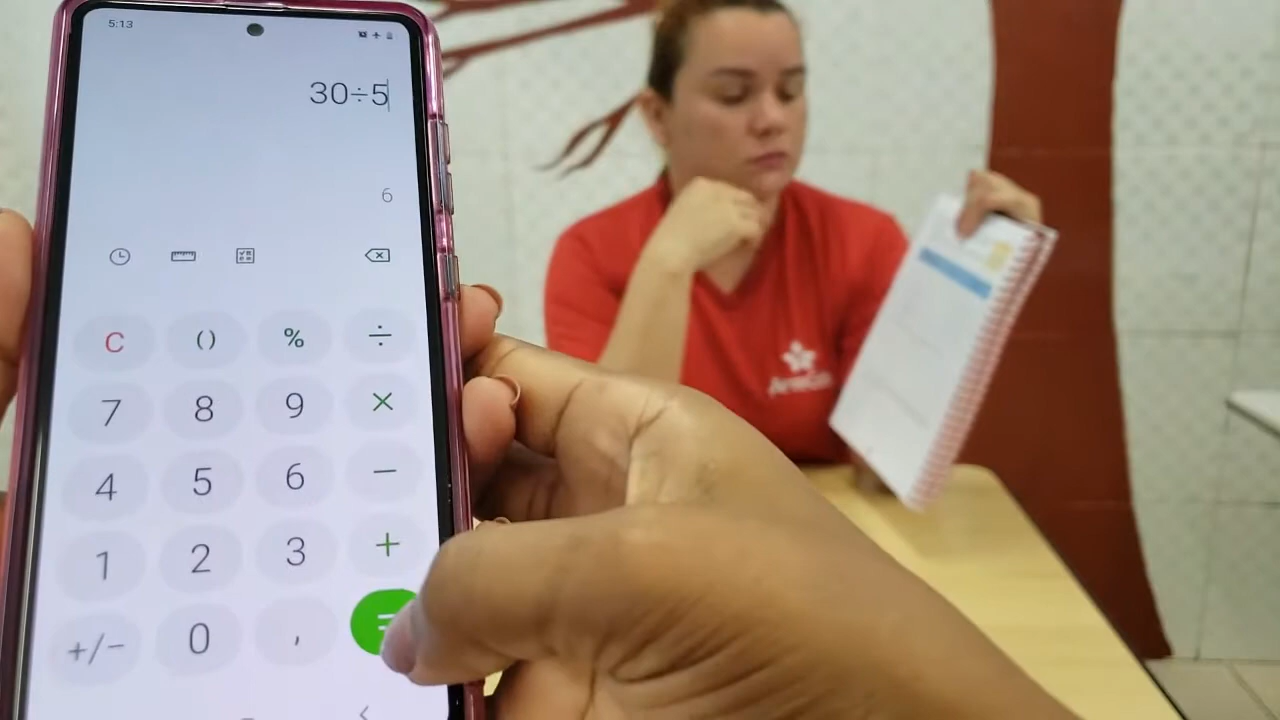 5:13
30÷5
6
C () % ÷
7 8 9 ×
4 5 6 −
1 2 3 +
+/− 0 , =